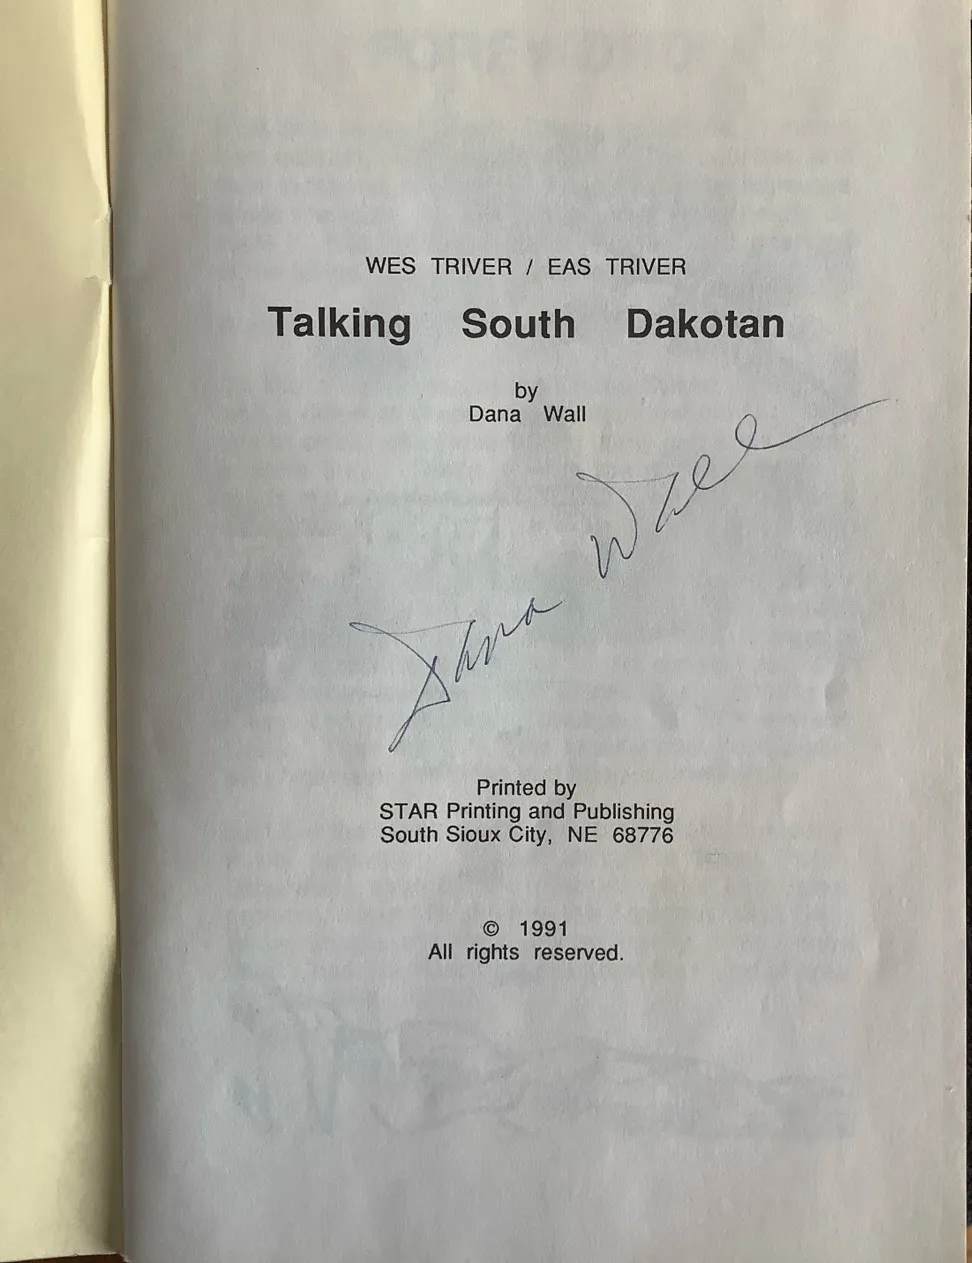 WES TRIVER / EAS TRIVER
Talking South Dakotan
by
Dana Wall
Dana Wall
Printed by
STAR Printing and Publishing
South Sioux City, NE 68776
© 1991
All rights reserved.